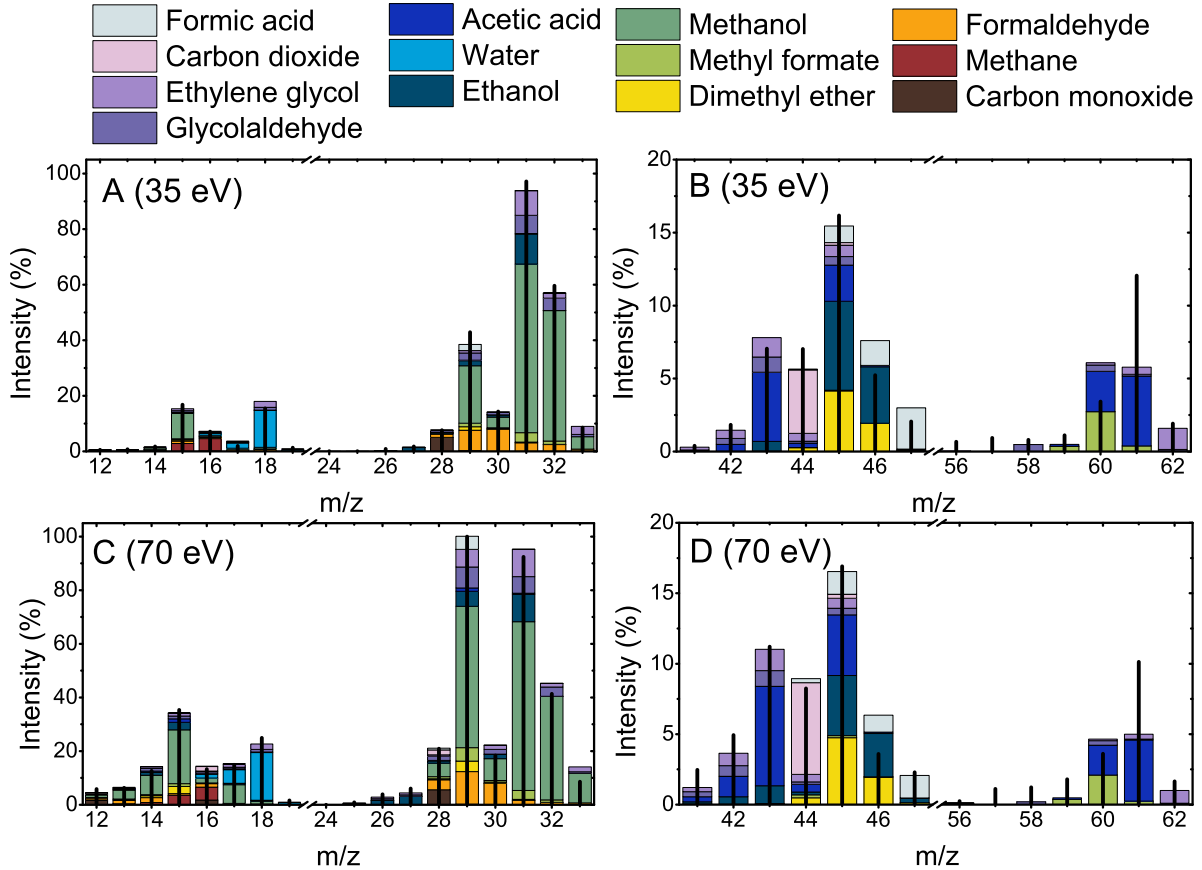 Formic acid
Carbon dioxide
Ethylene glycol
Glycolaldehyde
Acetic acid
Water
Ethanol
Methanol
Methyl formate
Dimethyl ether
Formaldehyde
Methane
Carbon monoxide
A (35 eV)
Intensity (%)
100
80
60
40
20
0
12 14 16 18 24 26 28 30 32
m/z
B (35 eV)
Intensity (%)
20
15
10
5
0
42 44 46 56 58 60 62
m/z
C (70 eV)
Intensity (%)
100
80
60
40
20
0
12 14 16 18 24 26 28 30 32
m/z
D (70 eV)
Intensity (%)
20
15
10
5
0
42 44 46 56 58 60 62
m/z